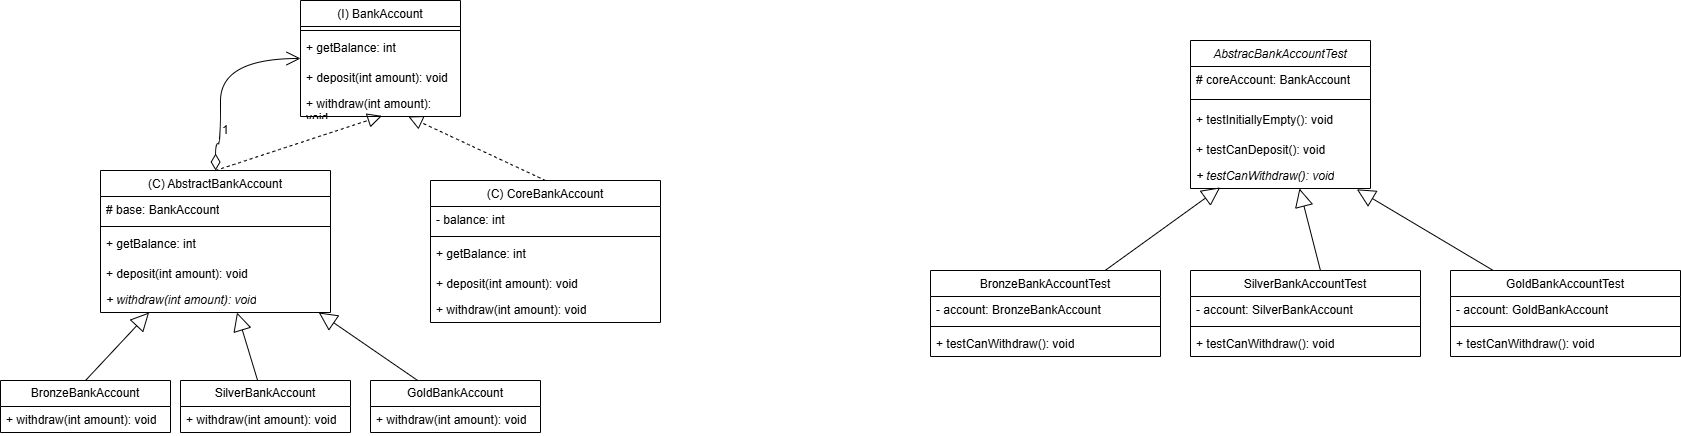 (I) BankAccount
+ getBalance: int
+ deposit(int amount): void
+ withdraw(int amount):
void
1
(C) AbstractBankAccount
# base: BankAccount
+ getBalance: int
+ deposit(int amount): void
+ withdraw(int amount): void
(C) CoreBankAccount
- balance: int
+ getBalance: int
+ deposit(int amount): void
+ withdraw(int amount): void
BronzeBankAccount
+ withdraw(int amount): void
SilverBankAccount
+ withdraw(int amount): void
GoldBankAccount
+ withdraw(int amount): void
AbstracBankAccountTest
# coreAccount: BankAccount
+ testInitiallyEmpty(): void
+ testCanDeposit(): void
+ testCanWithdraw(): void
BronzeBankAccountTest
- account: BronzeBankAccount
+ testCanWithdraw(): void
SilverBankAccountTest
- account: SilverBankAccount
+ testCanWithdraw(): void
GoldBankAccountTest
- account: GoldBankAccount
+ testCanWithdraw(): void